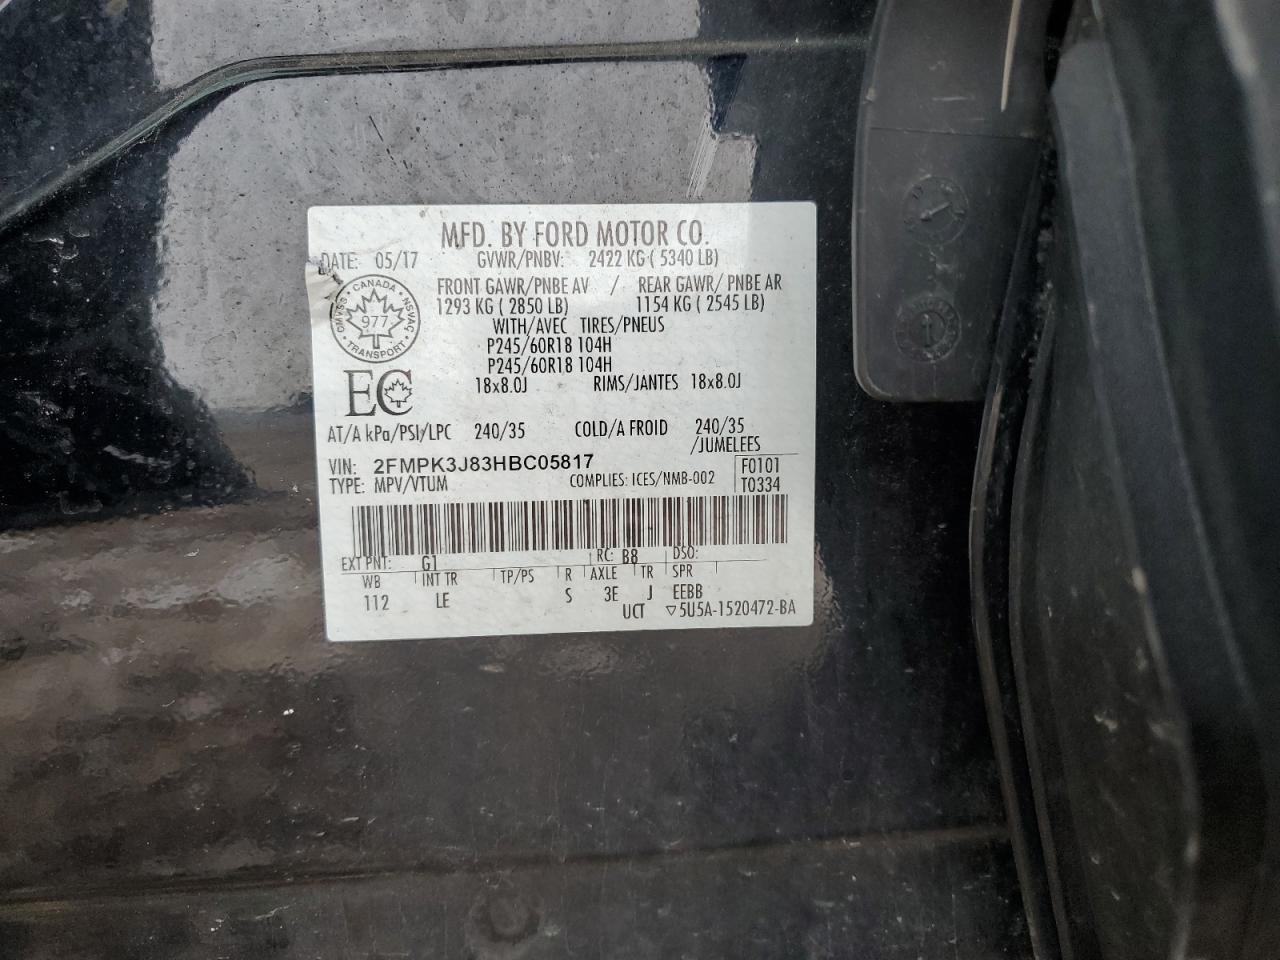 MFD. BY FORD MOTOR CO.
DATE: 05/17 GVWR/PNBV: 2422 KG ( 5340 LB)
FRONT GAWR/PNBE AV / REAR GAWR/ PNBE AR
1293 KG ( 2850 LB) 1154 KG ( 2545 LB)
WITH/AVEC TIRES/PNEUS
P245/60R18 104H
P245/60R18 104H
18x8.0J RIMS/JANTES 18x8.0J
CANADA
CMVSS NSVAC
977
TRANSPORT
EC
AT/A kPa/PSI/LPC 240/35 COLD/A FROID 240/35
/JUMELEES
VIN: 2FMPK3J83HBC05817
TYPE: MPV/VTUM COMPLIES: ICES/NMB-002
F0101
T0334
EXT PNT: G1 RC: B8 DSO:
WB INT TR TP/PS R AXLE TR SPR
112 LE S 3E J EEBB
UCT ▽5U5A-1520472-BA